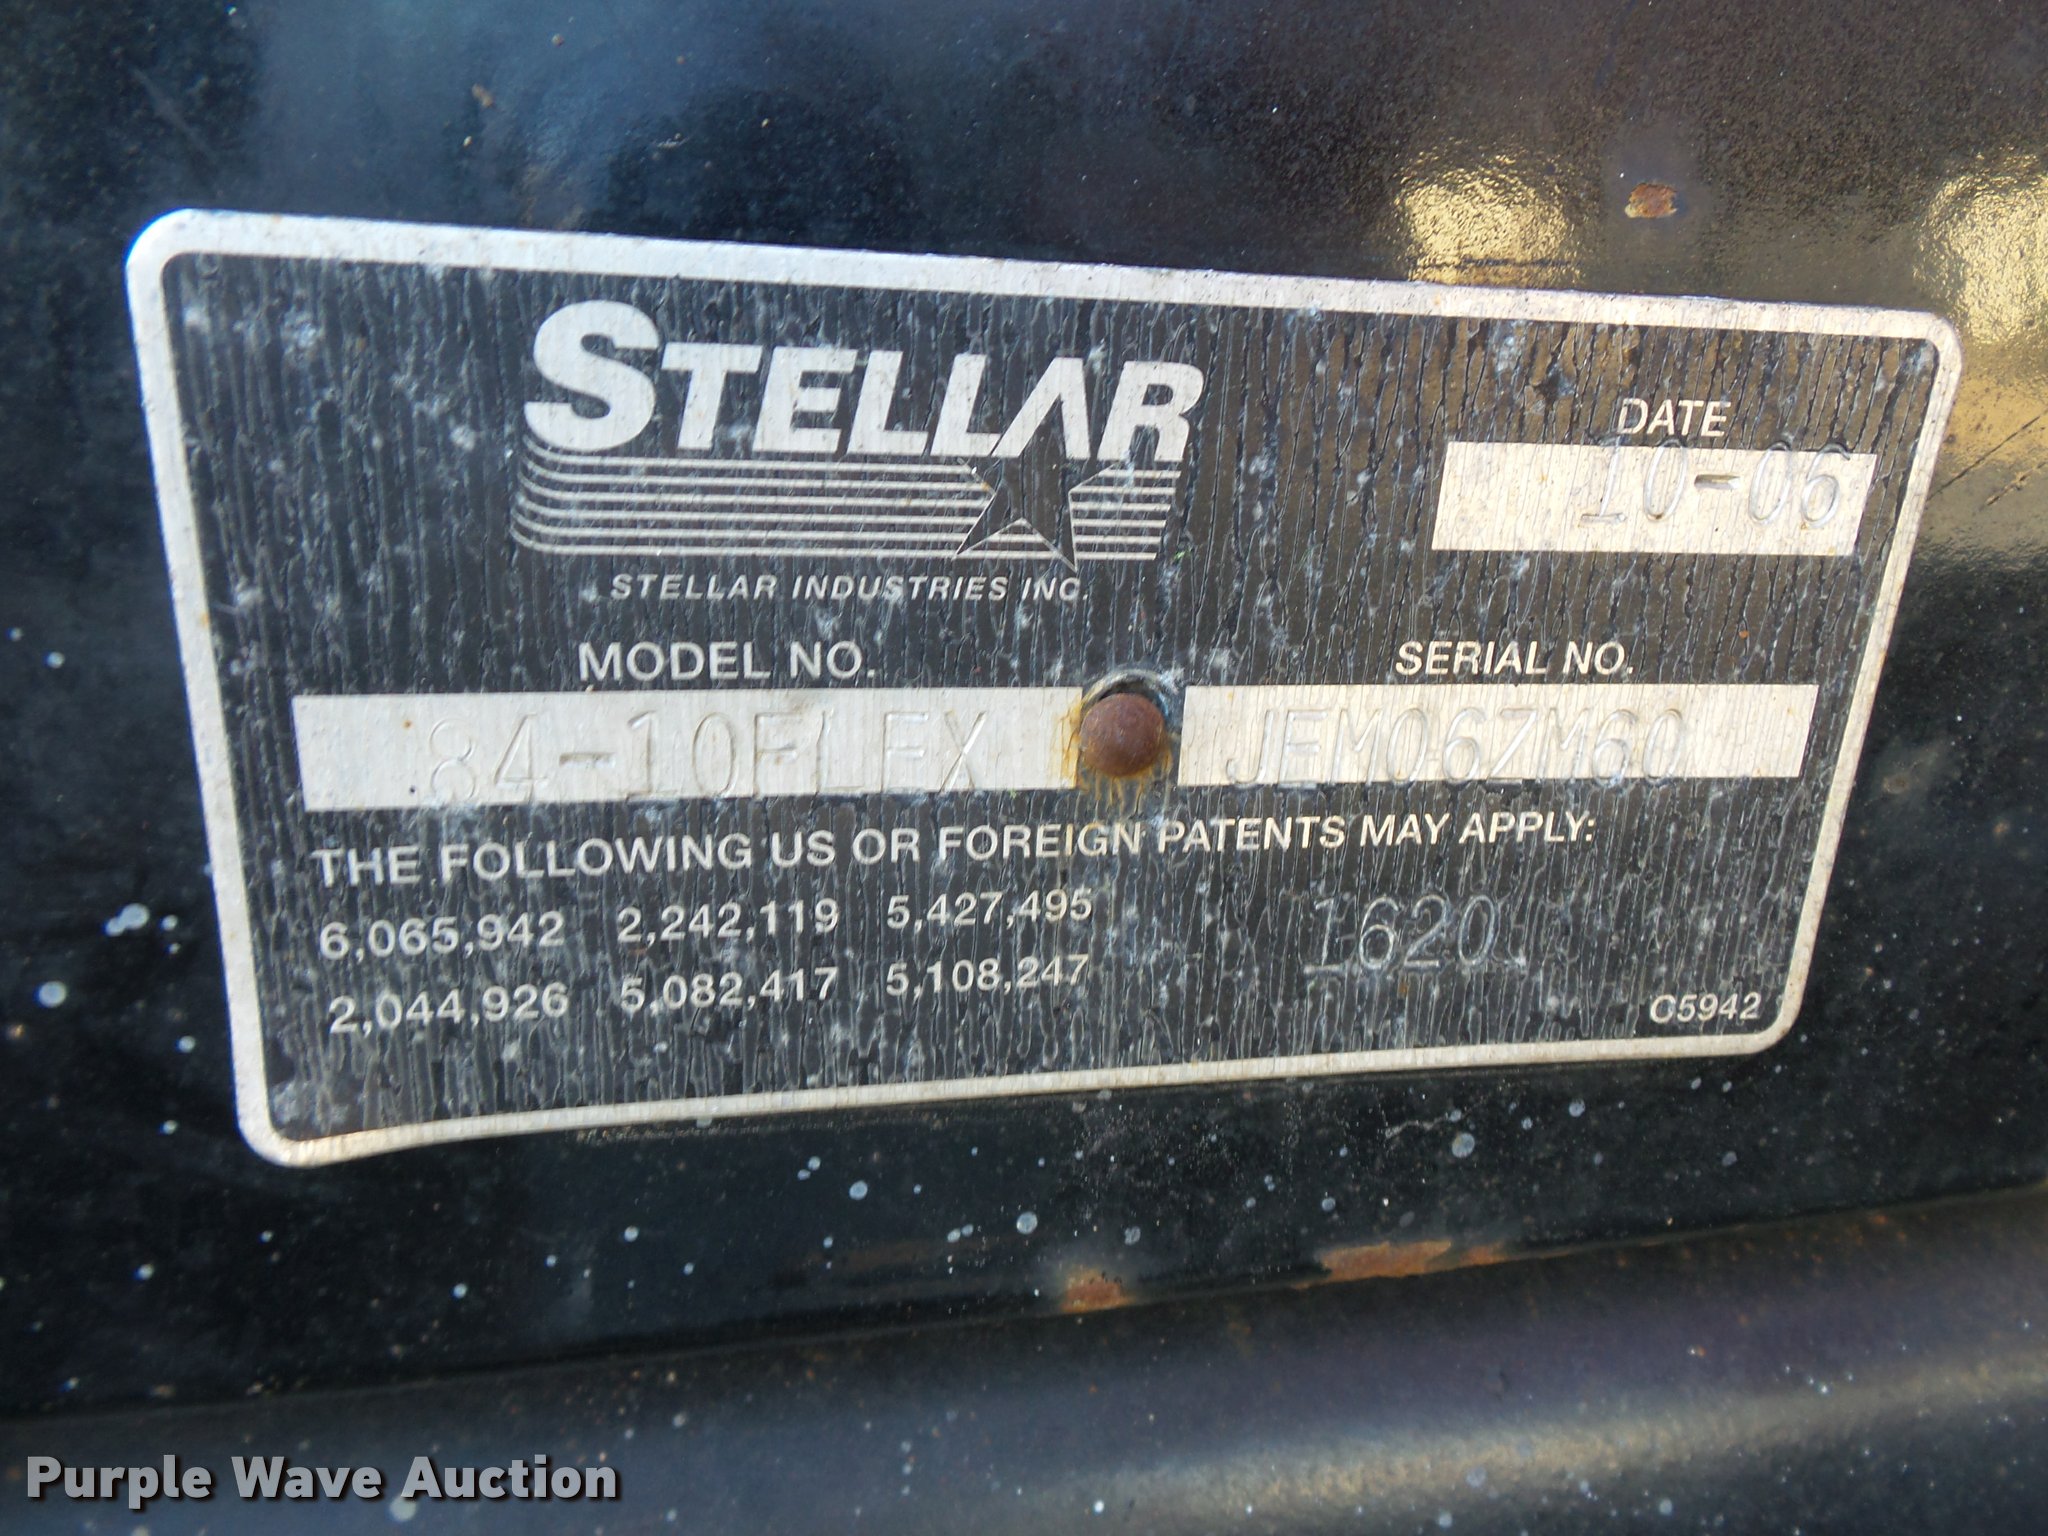 STELLAR
STELLAR INDUSTRIES INC.
DATE
10-06
MODEL NO.
84-10FLEX
SERIAL NO.
JEM06ZM60
THE FOLLOWING US OR FOREIGN PATENTS MAY APPLY:
6,065,942 2,242,119 5,427,495
2,044,926 5,082,417 5,108,247
1620
C5942
Purple Wave Auction